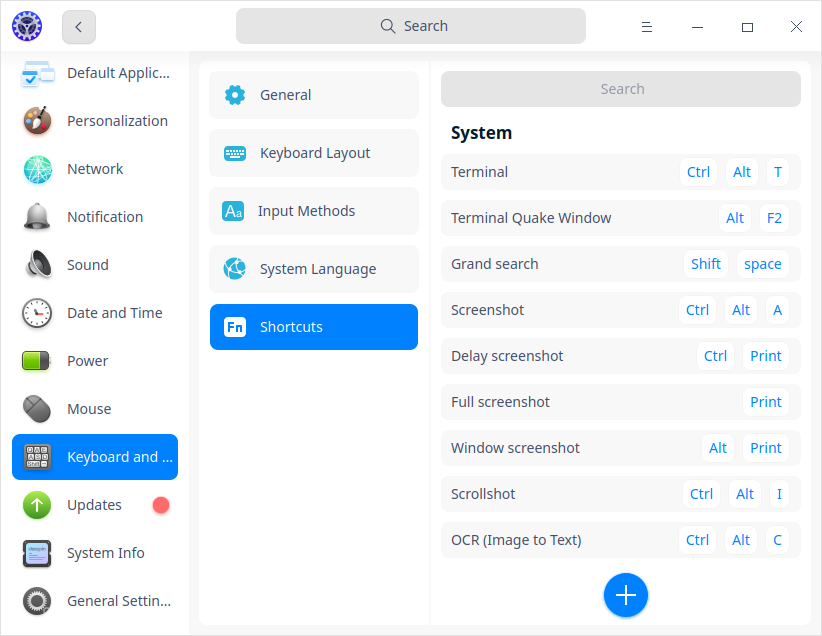 Search
Default Applic...
Personalization
Network
Notification
Sound
Date and Time
Power
Mouse
Keyboard and ...
Updates
System Info
General Settin...
General
Keyboard Layout
Aa Input Methods
System Language
Fn Shortcuts
Search
System
Terminal Ctrl Alt T
Terminal Quake Window Alt F2
Grand search Shift space
Screenshot Ctrl Alt A
Delay screenshot Ctrl Print
Full screenshot Print
Window screenshot Alt Print
Scrollshot Ctrl Alt I
OCR (Image to Text) Ctrl Alt C